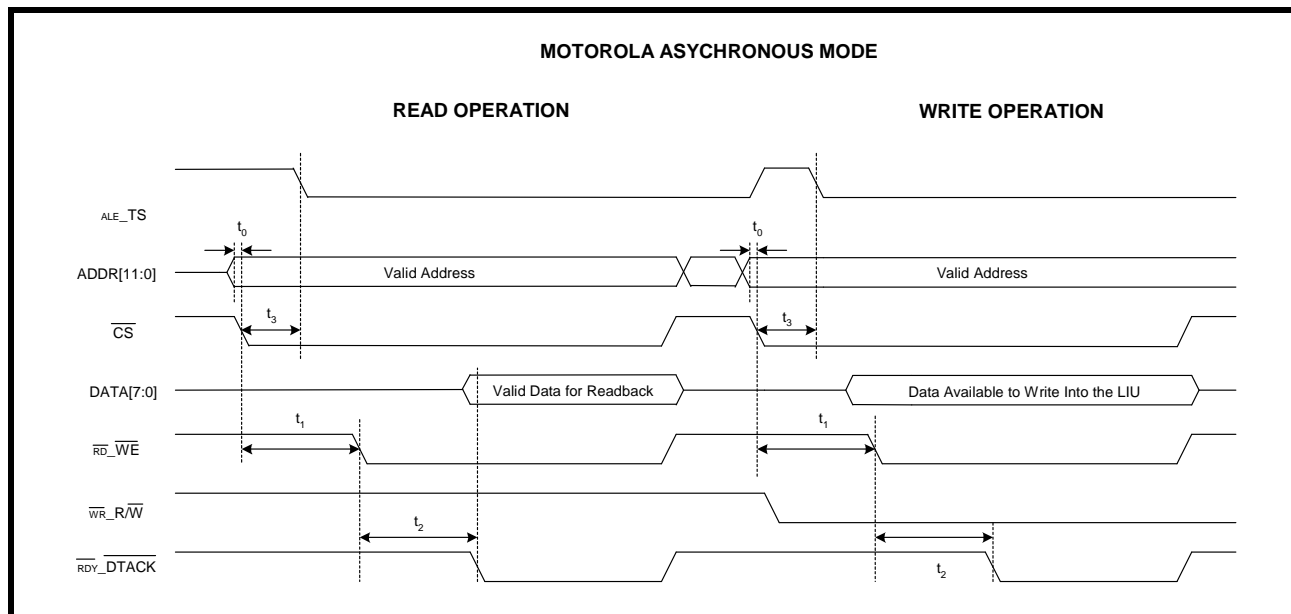 MOTOROLA ASYCHRONOUS MODE
READ OPERATION
WRITE OPERATION
ALE_TS
t0
t0
ADDR[11:0]
Valid Address
Valid Address
CS
t3
t3
DATA[7:0]
Valid Data for Readback
Data Available to Write Into the LIU
t1
t1
RD_WE
WR_R/W
t2
t2
RDY_DTACK